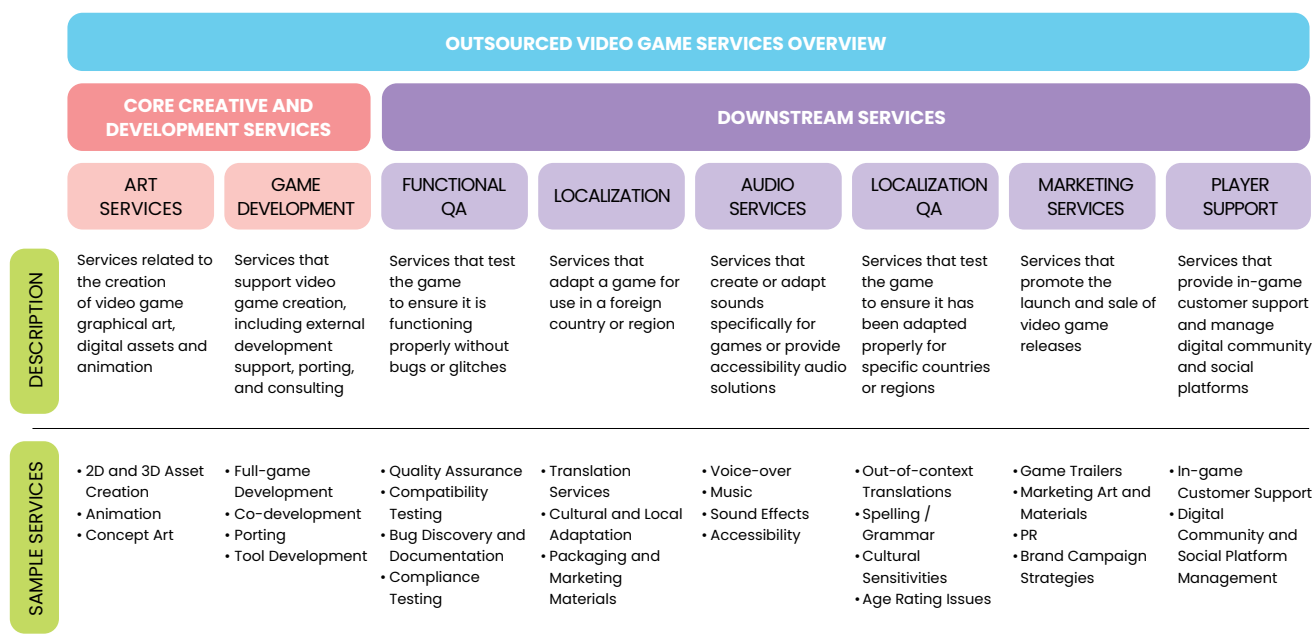 OUTSOURCED VIDEO GAME SERVICES OVERVIEW
CORE CREATIVE AND
DEVELOPMENT SERVICES
DOWNSTREAM SERVICES
ART
SERVICES
GAME
DEVELOPMENT
FUNCTIONAL
QA
LOCALIZATION
AUDIO
SERVICES
LOCALIZATION
QA
MARKETING
SERVICES
PLAYER
SUPPORT
DESCRIPTION
Services related to
the creation
of video game
graphical art,
digital assets and
animation
Services that
support video
game creation,
including external
development
support, porting,
and consulting
Services that test
the game
to ensure it is
functioning
properly without
bugs or glitches
Services that
adapt a game for
use in a foreign
country or region
Services that
create or adapt
sounds
specifically for
games or provide
accessibility audio
solutions
Services that test
the game
to ensure it has
been adapted
properly for
specific countries
or regions
Services that
promote the
launch and sale of
video game
releases
Services that
provide in-game
customer support
and manage
digital community
and social
platforms
SAMPLE SERVICES
• 2D and 3D Asset
Creation
• Animation
• Concept Art
• Full-game
Development
• Co-development
• Porting
• Tool Development
• Quality Assurance
• Compatibility
Testing
• Bug Discovery and
Documentation
• Compliance
Testing
• Translation
Services
• Cultural and Local
Adaptation
• Packaging and
Marketing
Materials
• Voice-over
• Music
• Sound Effects
• Accessibility
• Out-of-context
Translations
• Spelling /
Grammar
• Cultural
Sensitivities
• Age Rating Issues
• Game Trailers
• Marketing Art and
Materials
• PR
• Brand Campaign
Strategies
• In-game
Customer Support
• Digital
Community and
Social Platform
Management